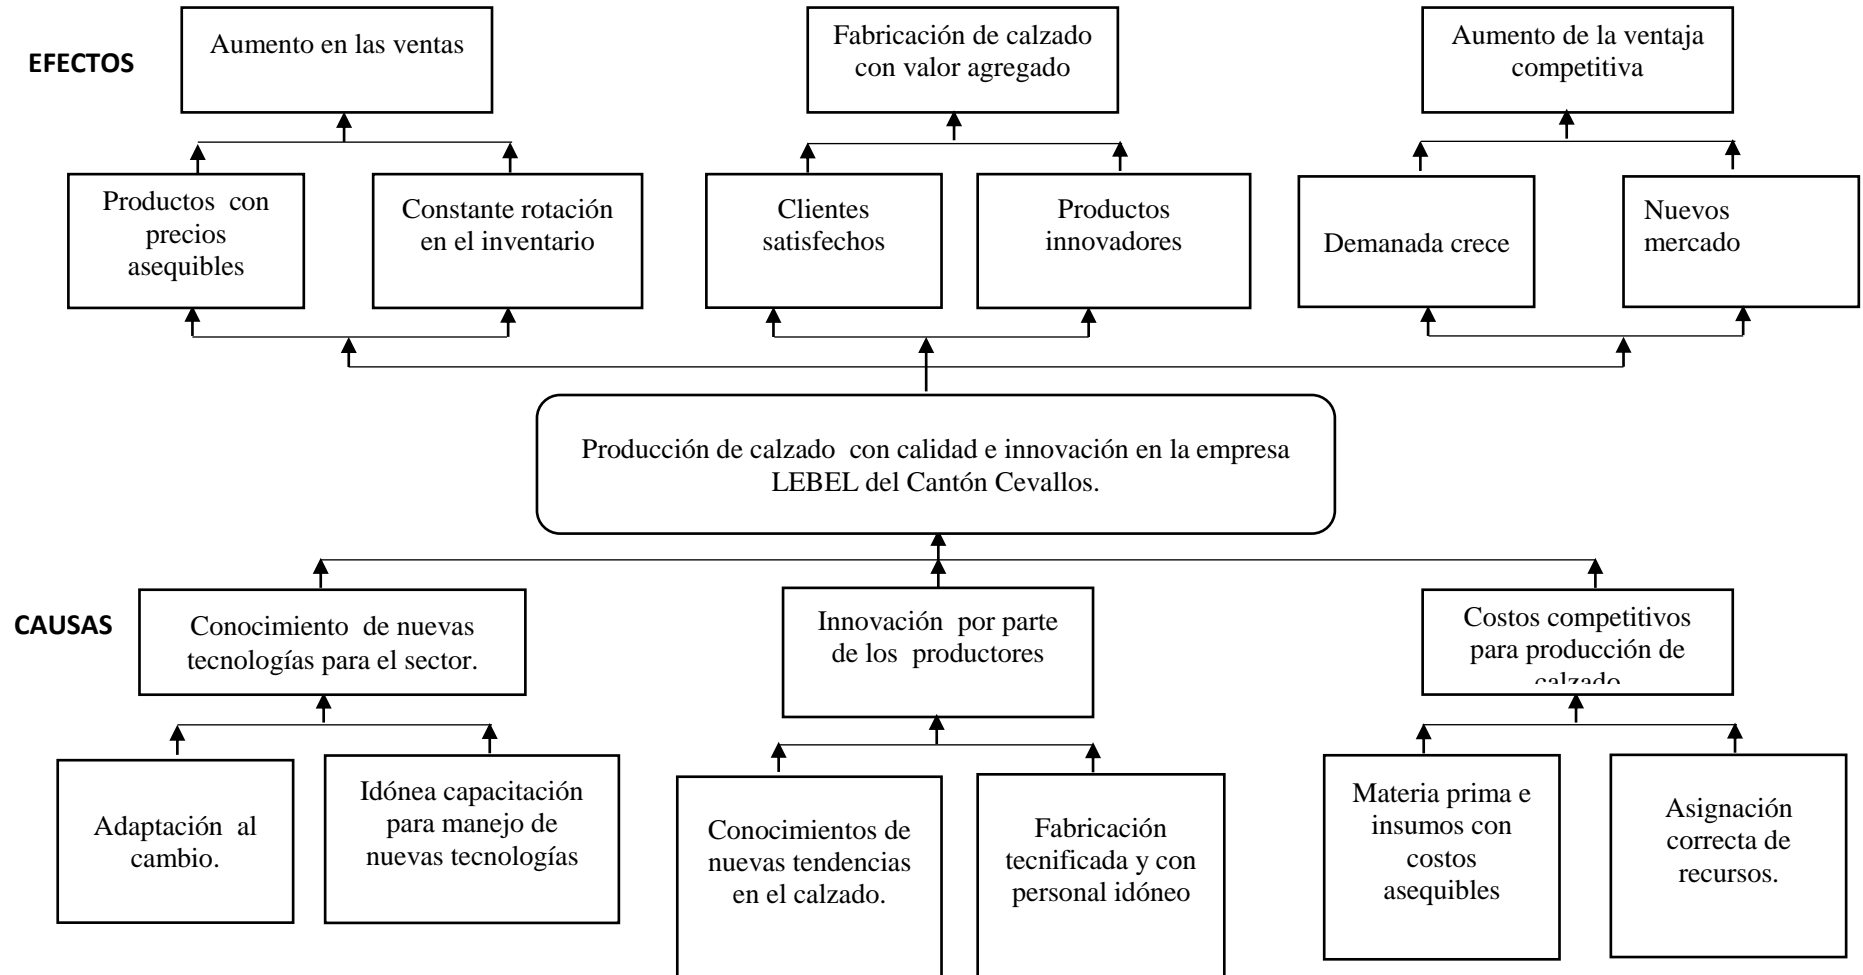 EFECTOS
Aumento en las ventas
Fabricación de calzado
con valor agregado
Aumento de la ventaja
competitiva
Productos con
precios
asequibles
Constante rotación
en el inventario
Clientes
satisfechos
Productos
innovadores
Demanada crece
Nuevos
mercado
Producción de calzado con calidad e innovación en la empresa
LEBEL del Cantón Cevallos.
CAUSAS
Conocimiento de nuevas
tecnologías para el sector.
Innovación por parte
de los productores
Costos competitivos
para producción de
calzado
Adaptación al
cambio.
Idónea capacitación
para manejo de
nuevas tecnologías
Conocimientos de
nuevas tendencias
en el calzado.
Fabricación
tecnificada y con
personal idóneo
Materia prima e
insumos con
costos
asequibles
Asignación
correcta de
recursos.